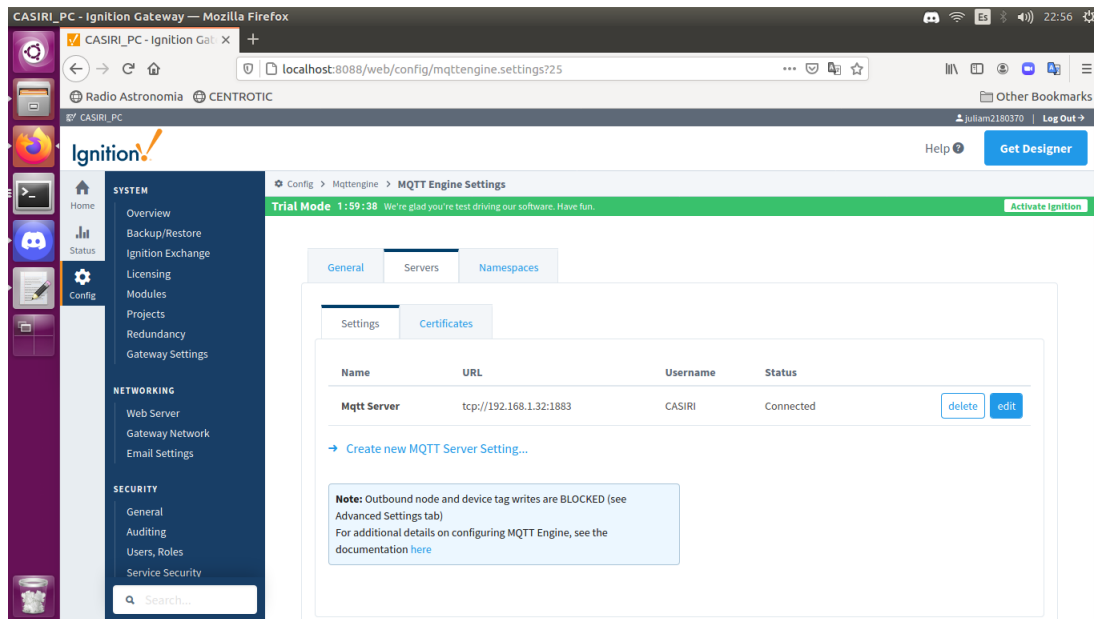 CASIRI_PC - Ignition Gateway — Mozilla Firefox
Es 22:56
CASIRI_PC - Ignition Gat
localhost:8088/web/config/mqttengine.settings?25
Radio Astronomia CENTROTIC Other Bookmarks
CASIRI_PC juliam2180370 | Log Out
Ignition! Help Get Designer
Config > Mqttengine > MQTT Engine Settings
Trial Mode 1:59:38 We're glad you're test driving our software. Have fun. Activate Ignition
Home
Status
Config
SYSTEM
Overview
Backup/Restore
Ignition Exchange
Licensing
Modules
Projects
Redundancy
Gateway Settings
NETWORKING
Web Server
Gateway Network
Email Settings
SECURITY
General
Auditing
Users, Roles
Service Security
Search...
General Servers Namespaces
Settings Certificates
Name URL Username Status
Mqtt Server tcp://192.168.1.32:1883 CASIRI Connected delete edit
→ Create new MQTT Server Setting...
Note: Outbound node and device tag writes are BLOCKED (see
Advanced Settings tab)
For additional details on configuring MQTT Engine, see the
documentation here